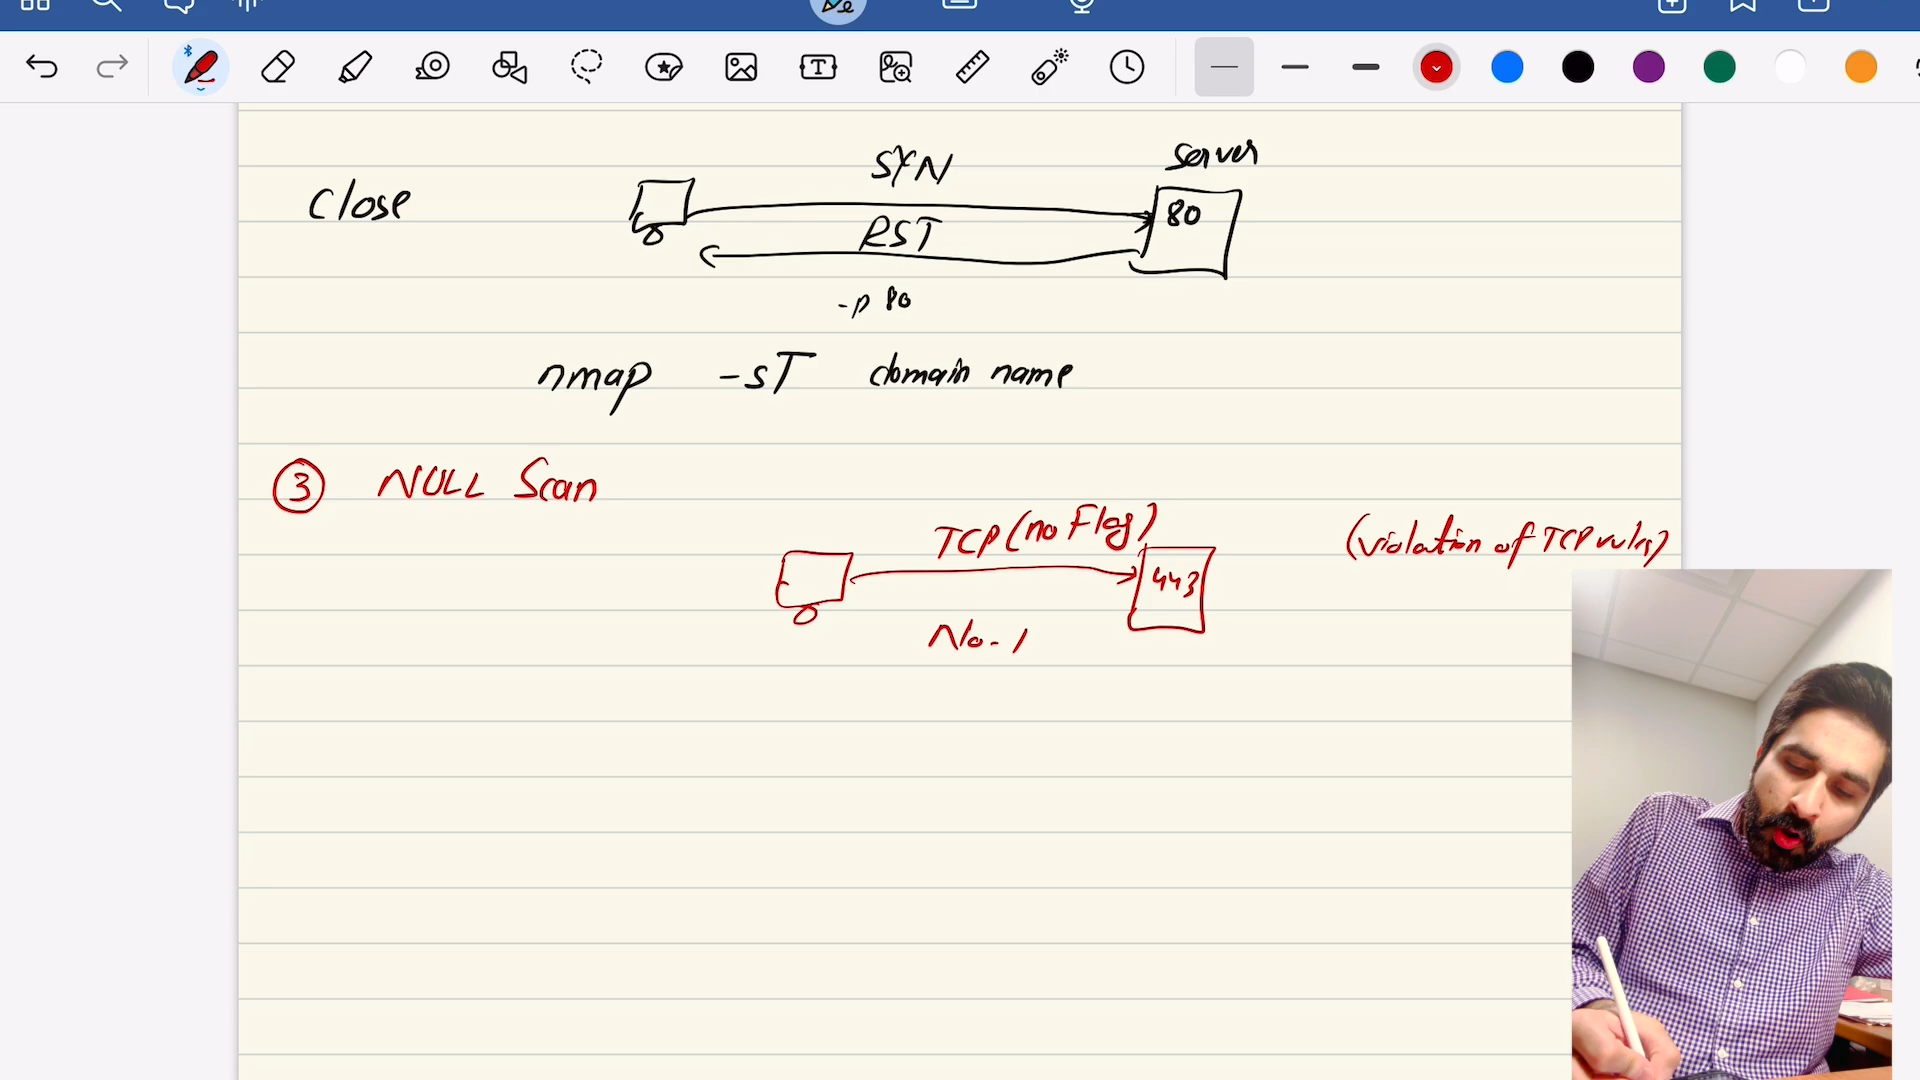 SYN
server
Close
80
RST
-p 80
nmap -sT domain name
3 NULL Scan
TCP (no Flag)
(violation of TCP rules)
443
No.